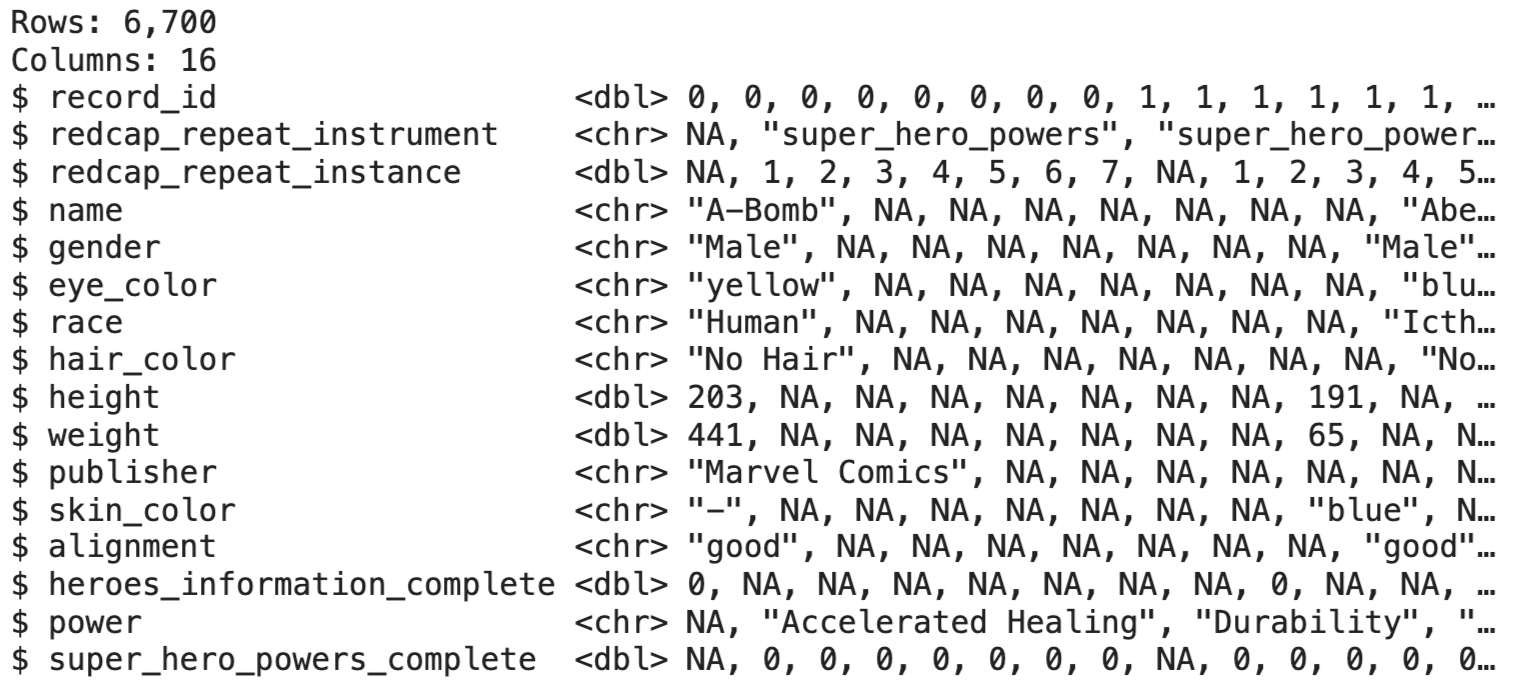 Rows: 6,700
Columns: 16
$ record_id                     <dbl> 0, 0, 0, 0, 0, 0, 0, 0, 1, 1, 1, 1, 1, 1, …
$ redcap_repeat_instrument      <chr> NA, "super_hero_powers", "super_hero_power…
$ redcap_repeat_instance        <dbl> NA, 1, 2, 3, 4, 5, 6, 7, NA, 1, 2, 3, 4, 5…
$ name                          <chr> "A-Bomb", NA, NA, NA, NA, NA, NA, NA, "Abe…
$ gender                        <chr> "Male", NA, NA, NA, NA, NA, NA, NA, "Male"…
$ eye_color                     <chr> "yellow", NA, NA, NA, NA, NA, NA, NA, "blu…
$ race                          <chr> "Human", NA, NA, NA, NA, NA, NA, NA, "Icth…
$ hair_color                    <chr> "No Hair", NA, NA, NA, NA, NA, NA, NA, "No…
$ height                        <dbl> 203, NA, NA, NA, NA, NA, NA, NA, 191, NA, …
$ weight                        <dbl> 441, NA, NA, NA, NA, NA, NA, NA, 65, NA, N…
$ publisher                     <chr> "Marvel Comics", NA, NA, NA, NA, NA, NA, N…
$ skin_color                    <chr> "-", NA, NA, NA, NA, NA, NA, NA, "blue", N…
$ alignment                     <chr> "good", NA, NA, NA, NA, NA, NA, NA, "good"…
$ heroes_information_complete <dbl> 0, NA, NA, NA, NA, NA, NA, NA, 0, NA, NA, …
$ power                         <chr> NA, "Accelerated Healing", "Durability", "…
$ super_hero_powers_complete  <dbl> NA, 0, 0, 0, 0, 0, 0, 0, NA, 0, 0, 0, 0, 0…